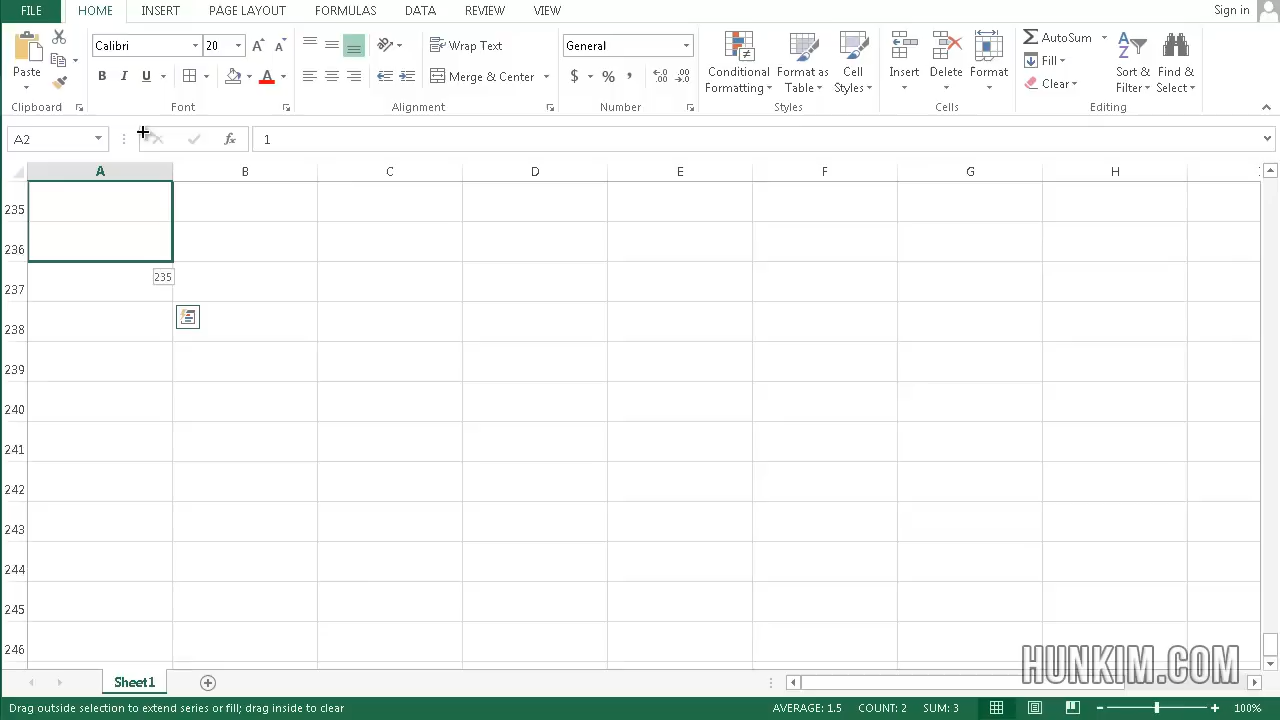 FILE HOME INSERT PAGE LAYOUT FORMULAS DATA REVIEW VIEW Sign in
Calibri 20 A A Wrap Text General AutoSum
Paste Conditional Format as Cell Insert Delete Format Fill Sort & Find &
B I U A Merge & Center $ % , .0 .00 Formatting Table Styles Clear Filter Select
Clipboard Font Alignment Number Styles Cells Editing
A2 fx 1
A B C D E F G H
235
236
235
237
238
239
240
241
242
243
244
245
246
HUNKIM.COM
Sheet1
Drag outside selection to extend series or fill; drag inside to clear AVERAGE: 1.5 COUNT: 2 SUM: 3 100%